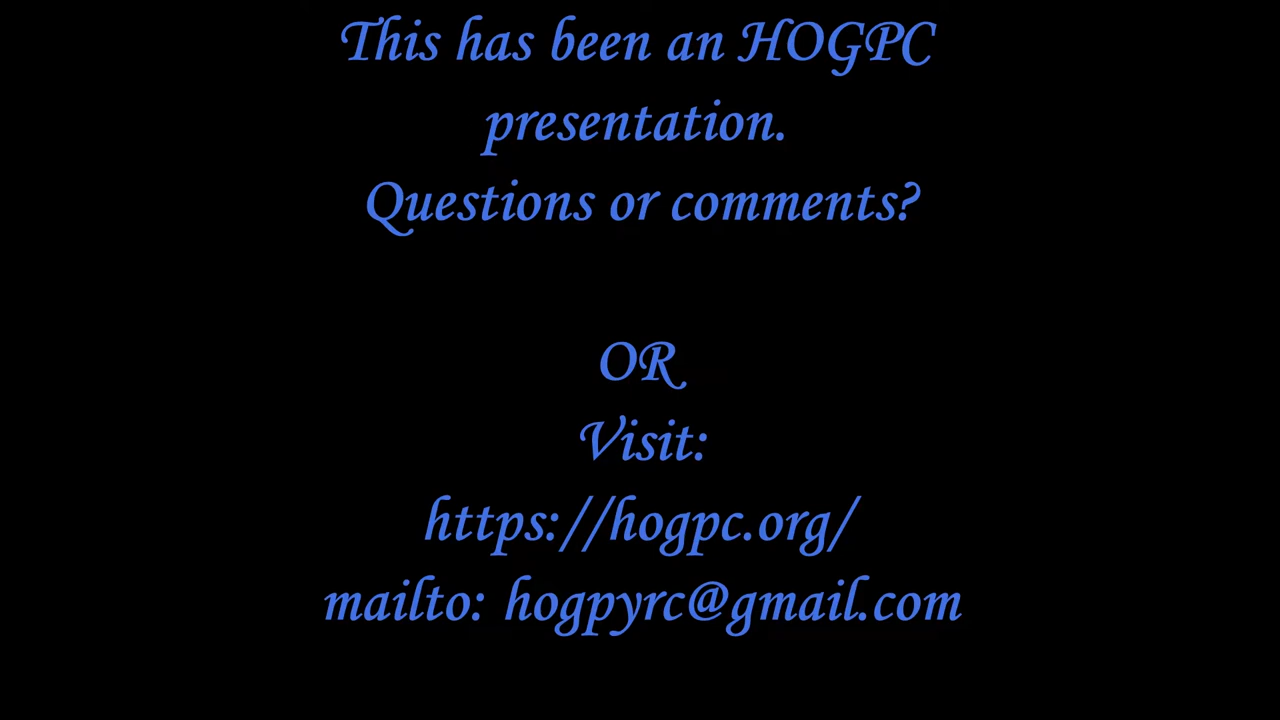 This has been an HOGPC
presentation.
Questions or comments?
OR
Visit:
https://hogpc.org/
mailto: hogpyrc@gmail.com